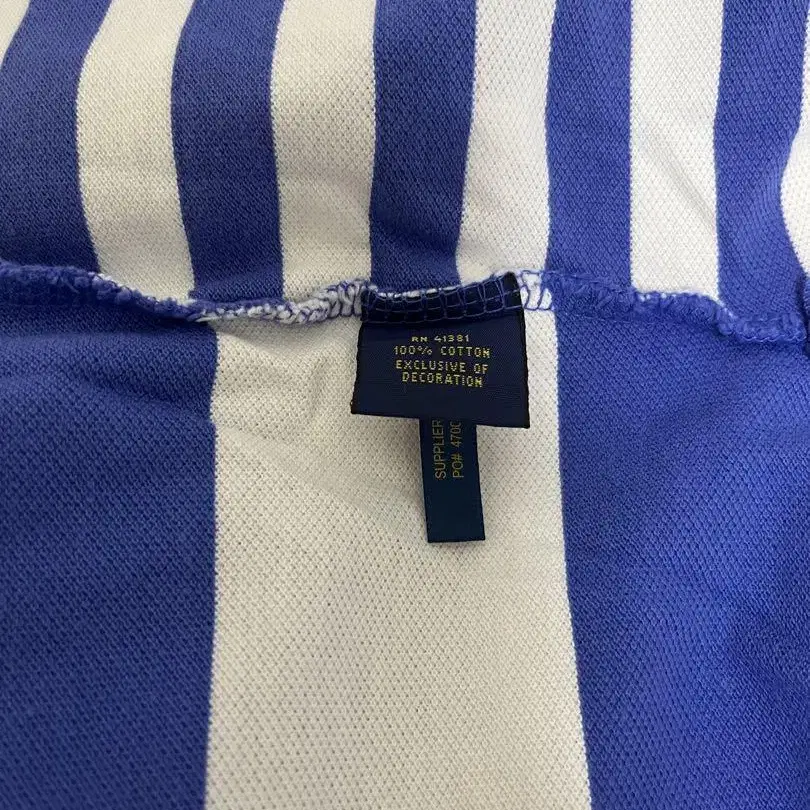 RN 41381
100% COTTON
EXCLUSIVE OF
DECORATION
SUPPLIER
PO# 470